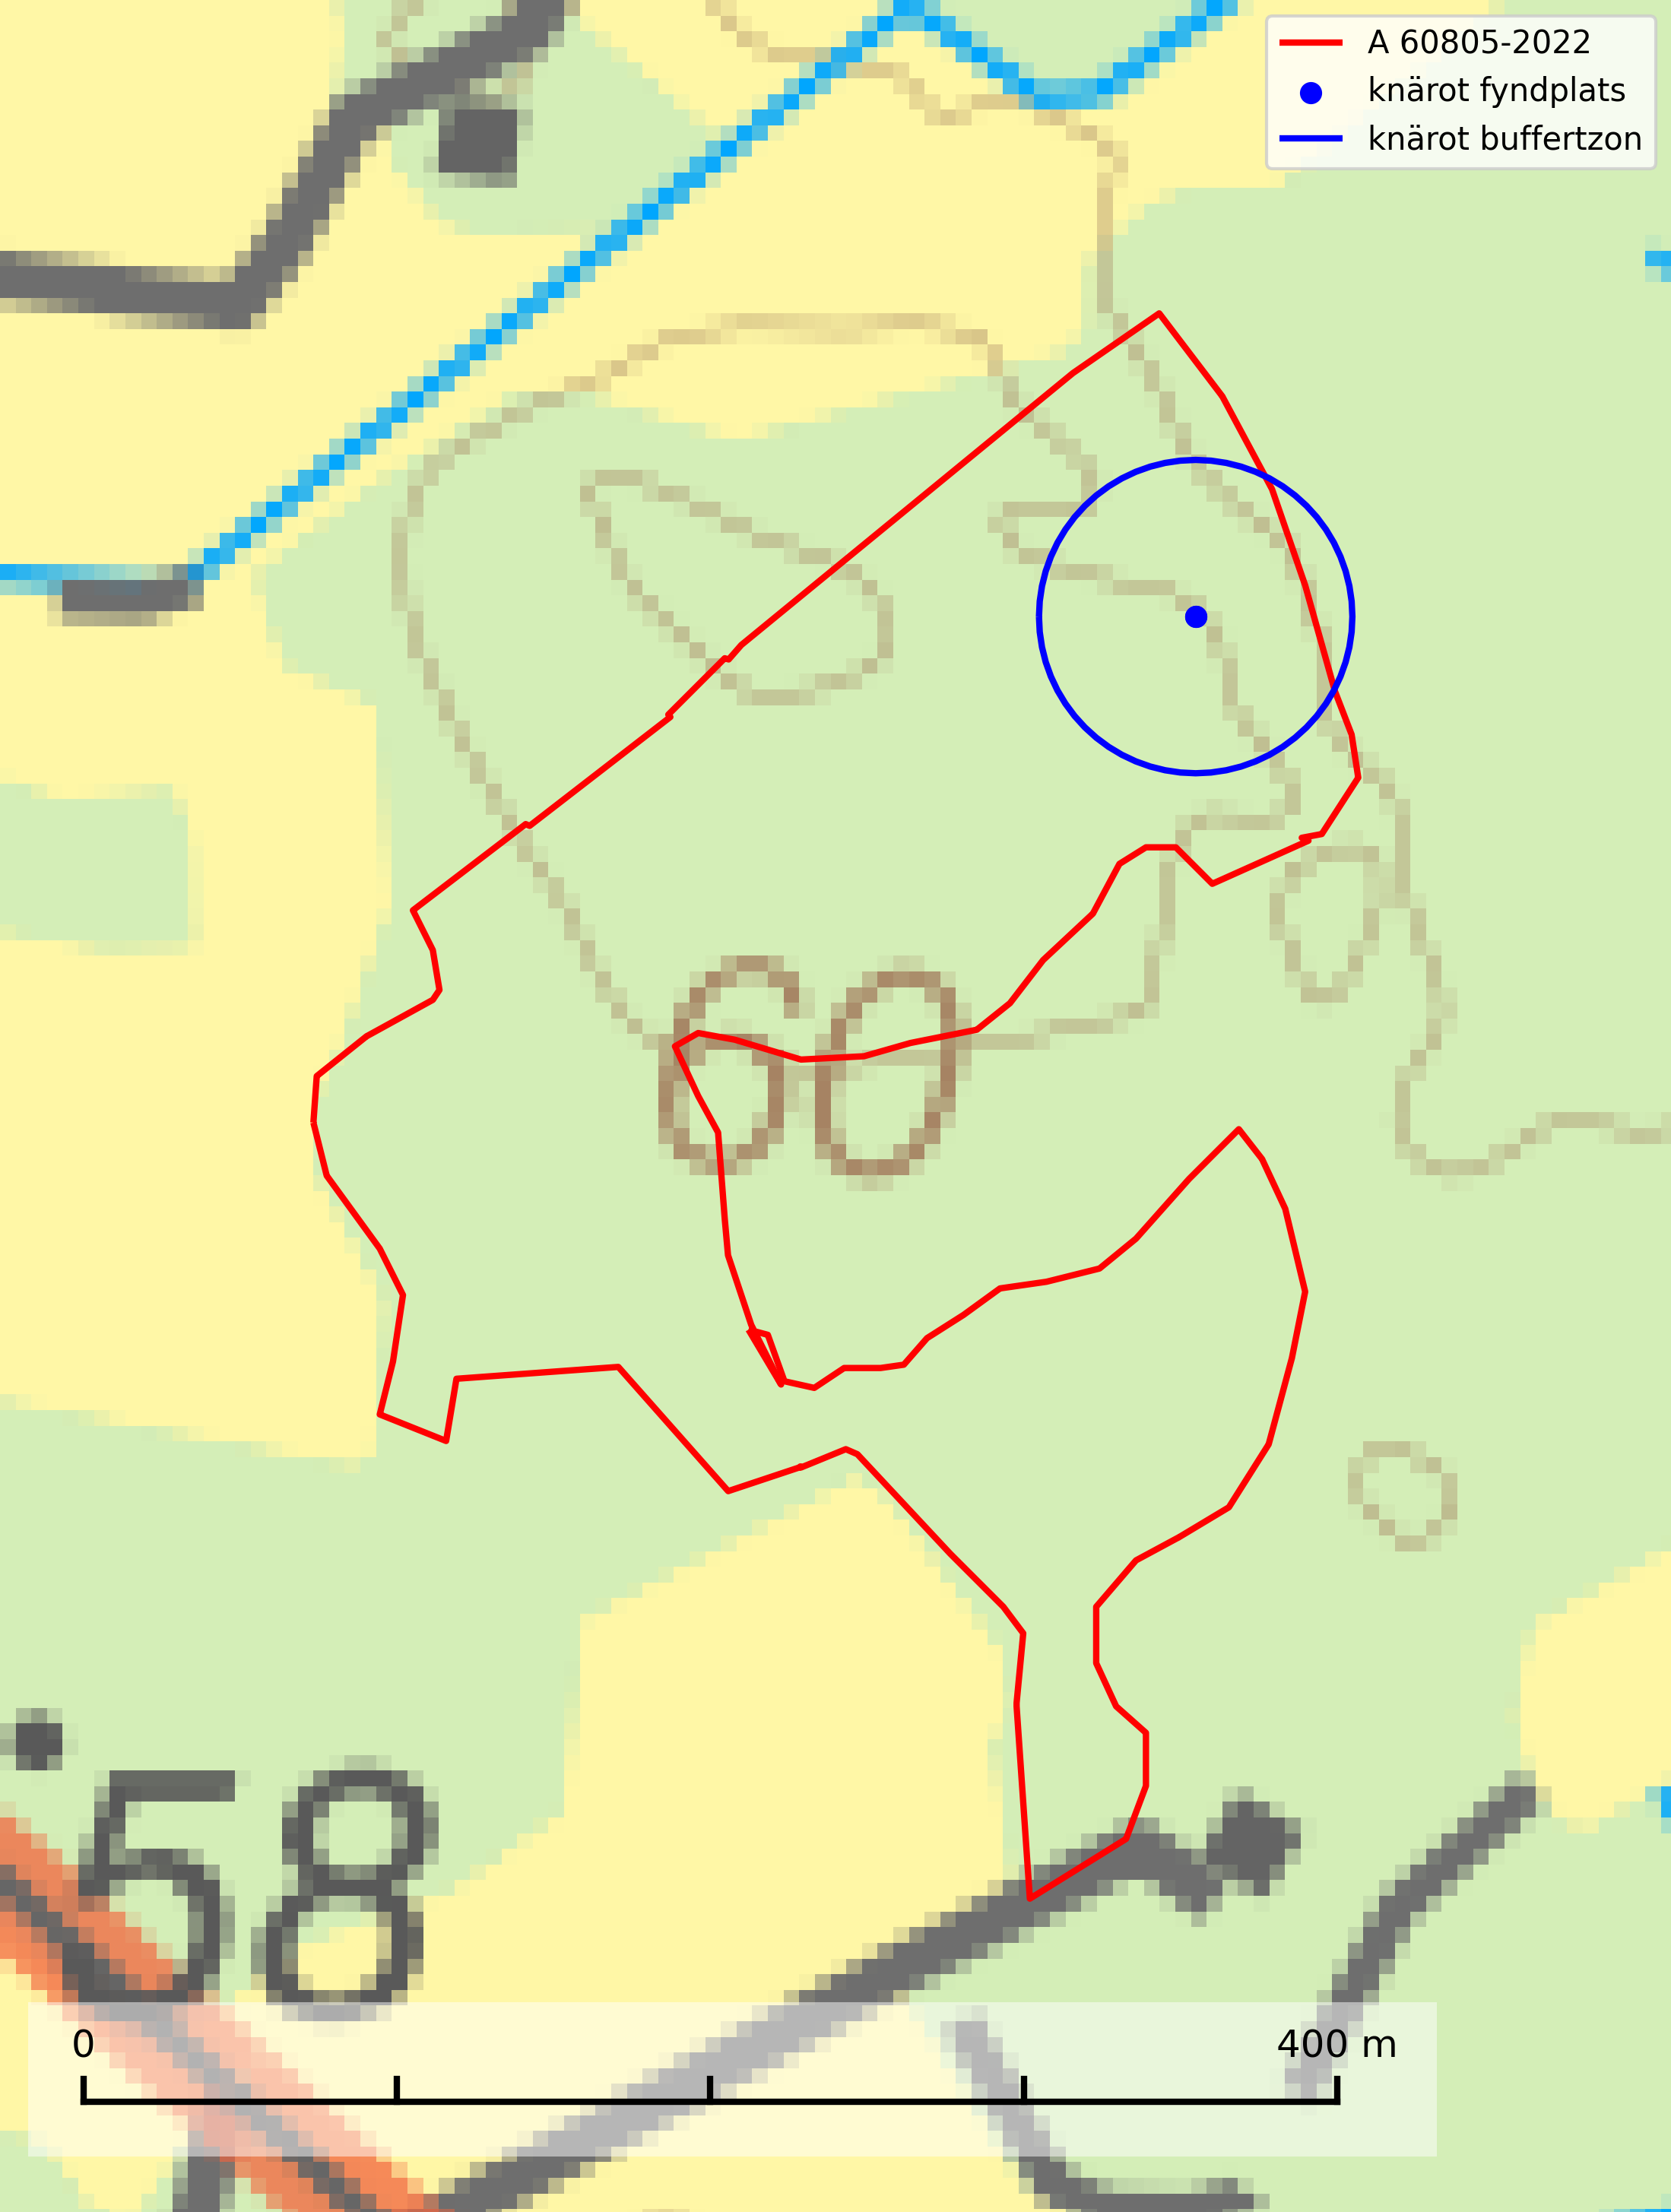 A 60805-2022
knärot fyndplats
knärot buffertzon
60
58
0 400 m